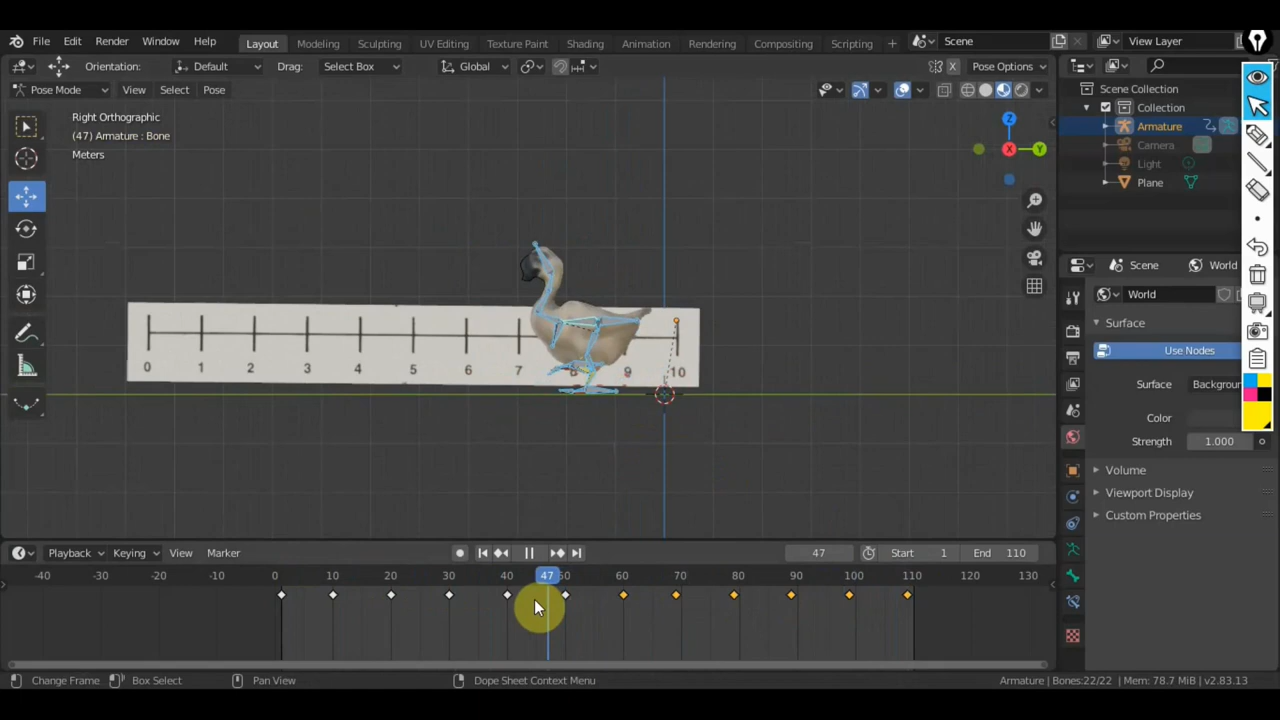 File Edit Render Window Help Layout Modeling Sculpting UV Editing Texture Paint Shading Animation Rendering Compositing Scripting + Scene View Layer
Orientation: Default Drag: Select Box Global X Pose Options
Pose Mode View Select Pose
Right Orthographic
(47) Armature : Bone
Meters
Z
X
Y
0 1 2 3 4 5 6 7 8 9 10
Scene Collection
Collection
Armature
Camera
Light
Plane
Scene World
World
Surface
Use Nodes
Surface Backgroun
Color
Strength 1.000
Volume
Viewport Display
Custom Properties
Playback Keying View Marker 47 Start 1 End 110
-40 -30 -20 -10 0 10 20 30 40 47 50 60 70 80 90 100 110 120 130
Change Frame Box Select Pan View Dope Sheet Context Menu Armature | Bones:22/22 | Mem: 78.7 MiB | v2.83.13